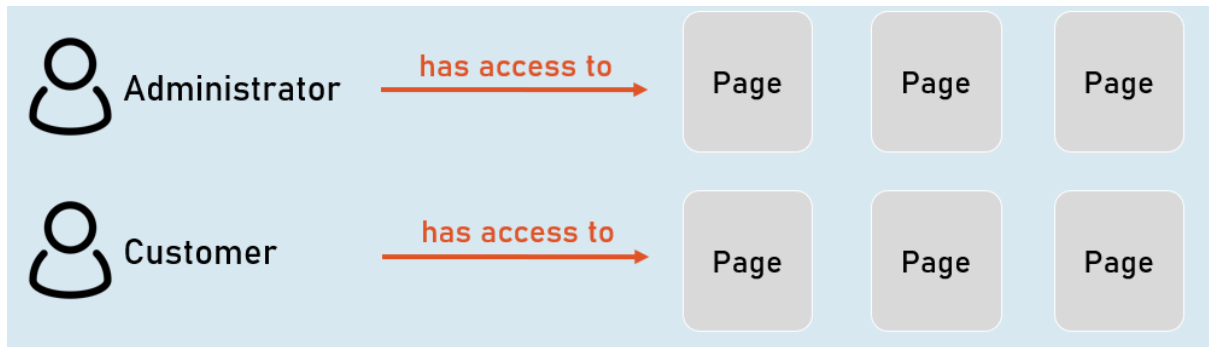 Administrator
has access to
Page
Page
Page
Customer
has access to
Page
Page
Page